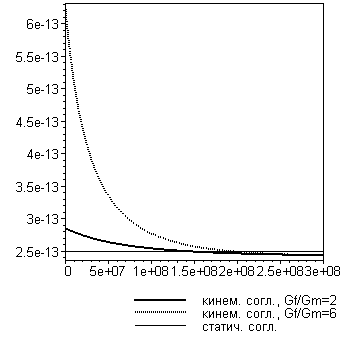 6e-13
5.5e-13
5e-13
4.5e-13
4e-13
3.5e-13
3e-13
2.5e-13
0 5e+07 1e+08 1.5e+08 2e+08 2.5e+08 3e+08
кинем. согл., Gf/Gm=2
кинем. согл., Gf/Gm=6
статич. согл.